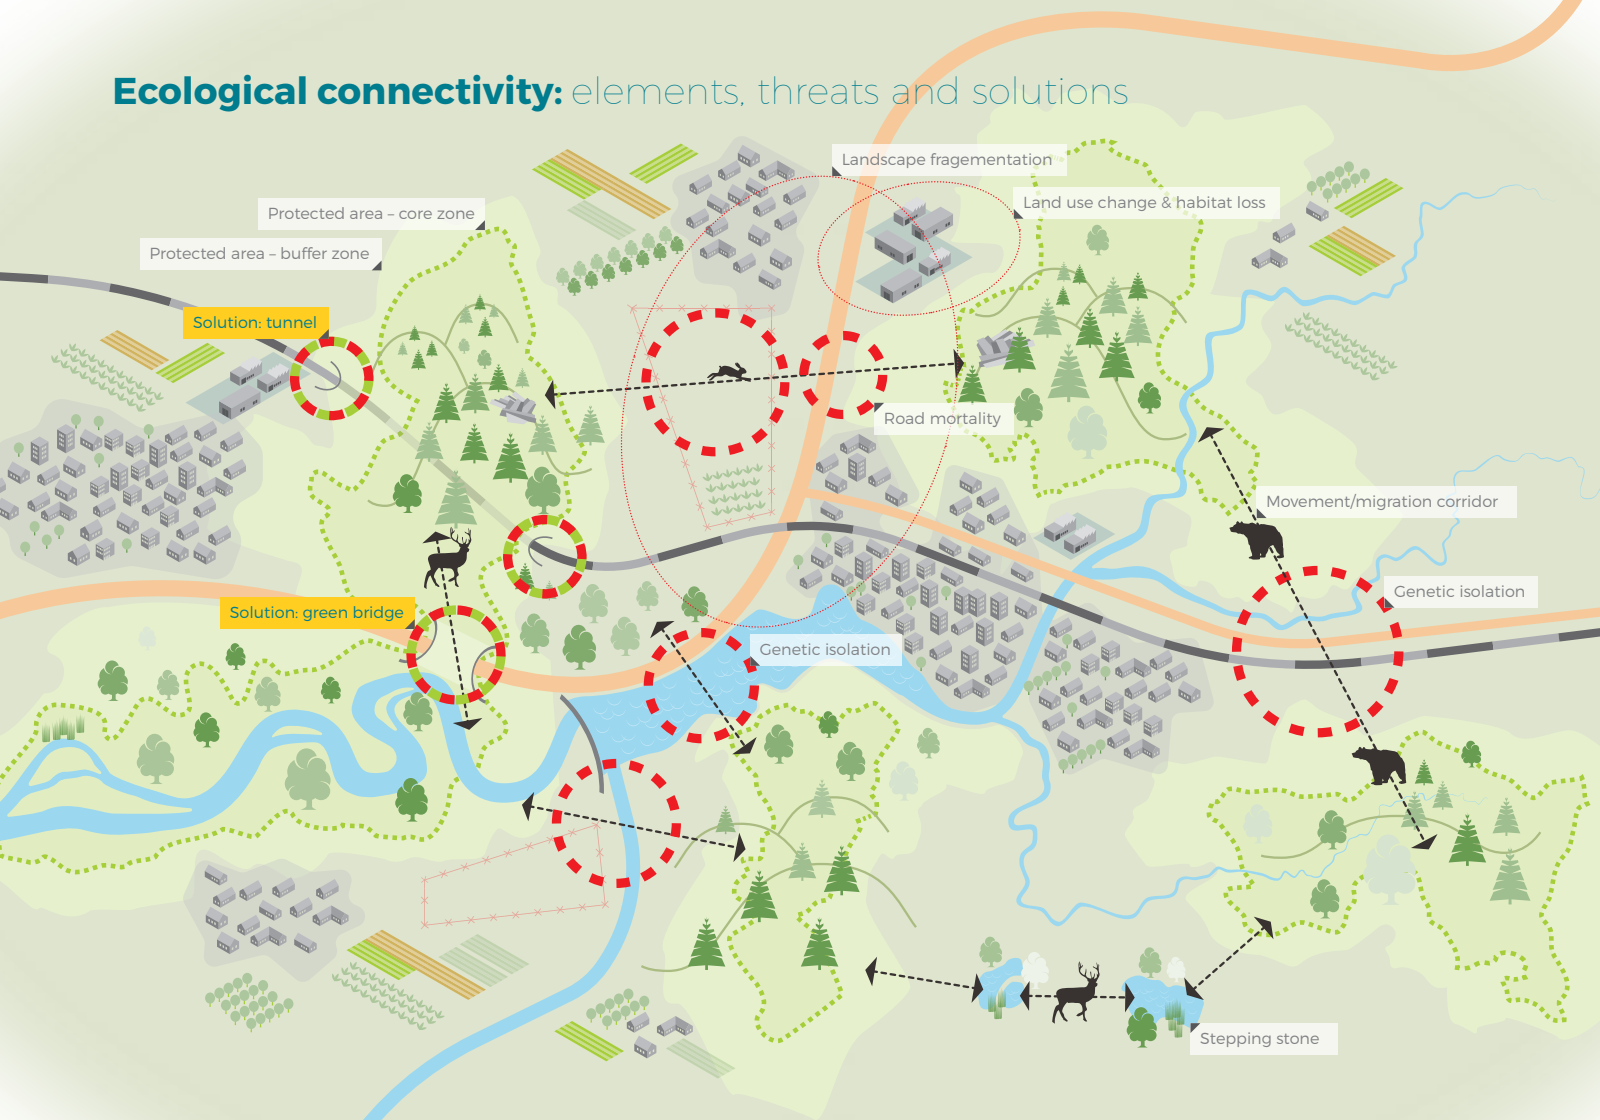 Ecological connectivity: elements, threats and solutions
Landscape fragementation
Land use change & habitat loss
Protected area – core zone
Protected area – buffer zone
Solution: tunnel
Road mortality
Movement/migration corridor
Genetic isolation
Solution: green bridge
Genetic isolation
Stepping stone